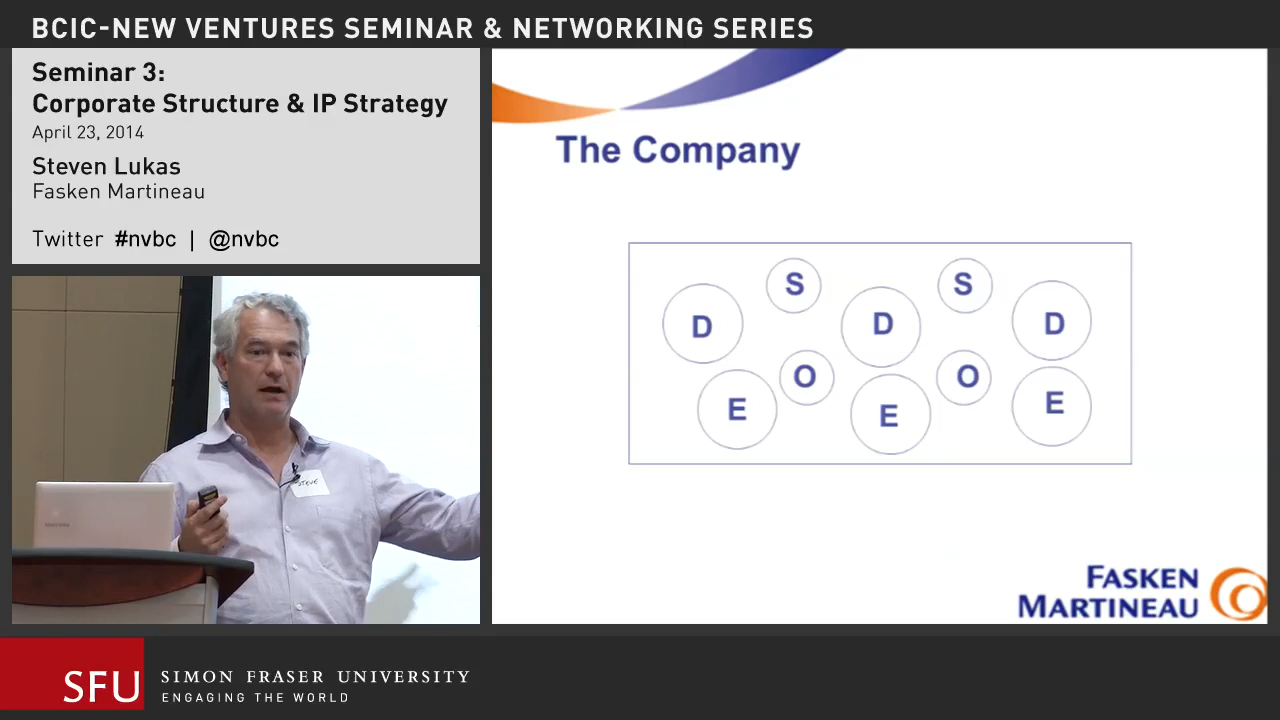 BCIC-NEW VENTURES SEMINAR & NETWORKING SERIES
Seminar 3:
Corporate Structure & IP Strategy
April 23, 2014
Steven Lukas
Fasken Martineau
Twitter #nvbc | @nvbc
STEVE
The Company
S S
D D D
O O
E E E
FASKEN
MARTINEAU
SFU SIMON FRASER UNIVERSITY
ENGAGING THE WORLD